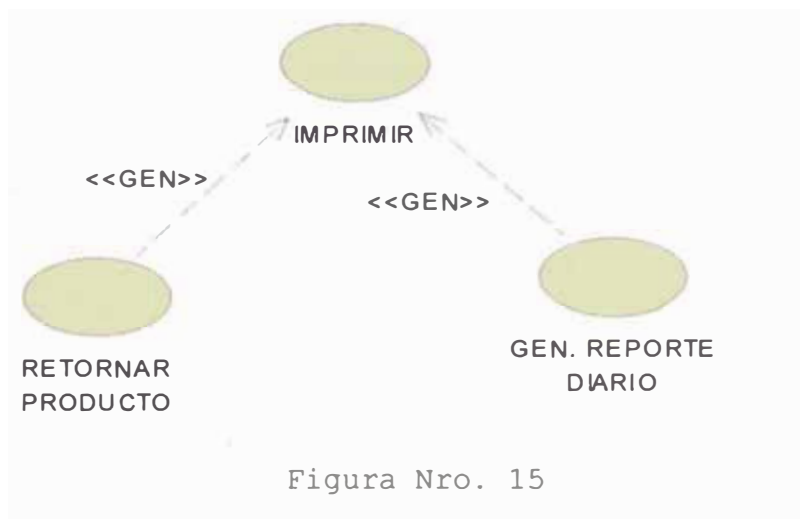 IMPRIMIR
<<GEN>>
<<GEN>>
RETORNAR
PRODUCTO
GEN. REPORTE
DIARIO
Figura Nro. 15